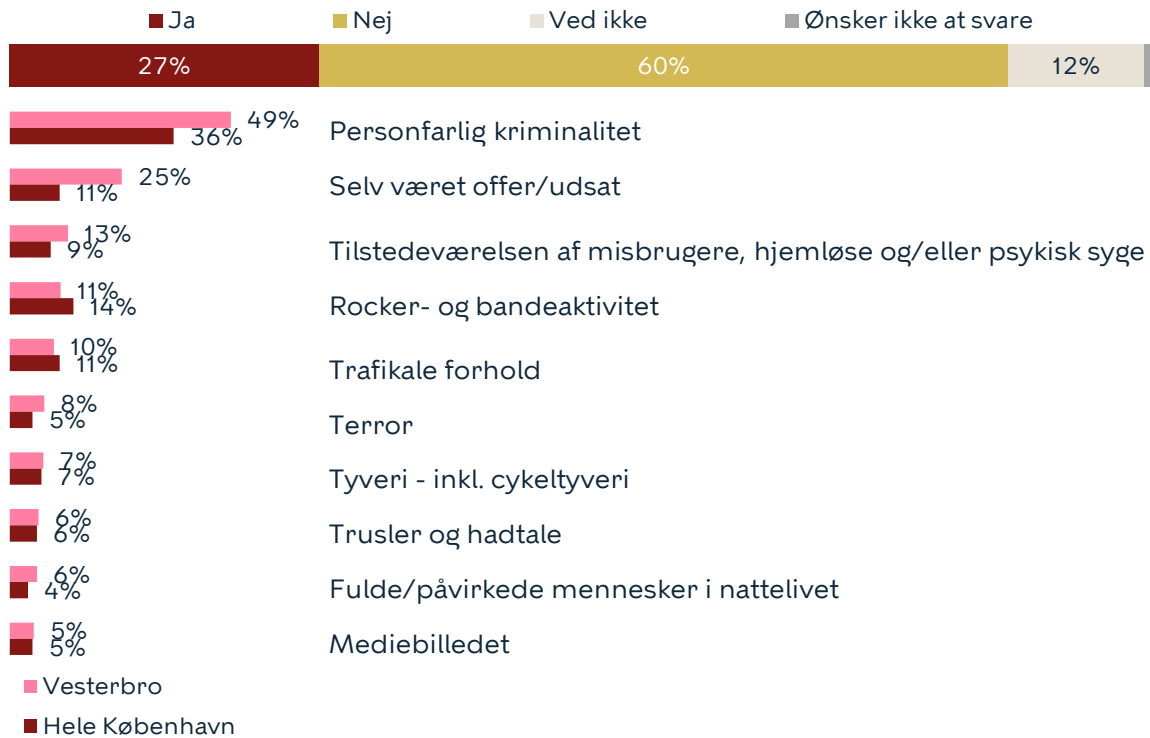 Ja Nej Ved ikke Ønsker ikke at svare
27% 60% 12%
49%
36% Personfarlig kriminalitet
25%
11% Selv været offer/udsat
13%
9% Tilstedeværelsen af misbrugere, hjemløse og/eller psykisk syge
11%
14% Rocker- og bandeaktivitet
10%
11% Trafikale forhold
8%
5% Terror
7%
7% Tyveri - inkl. cykeltyveri
6%
6% Trusler og hadtale
6%
4% Fulde/påvirkede mennesker i nattelivet
5%
5% Mediebilledet
Vesterbro
Hele København